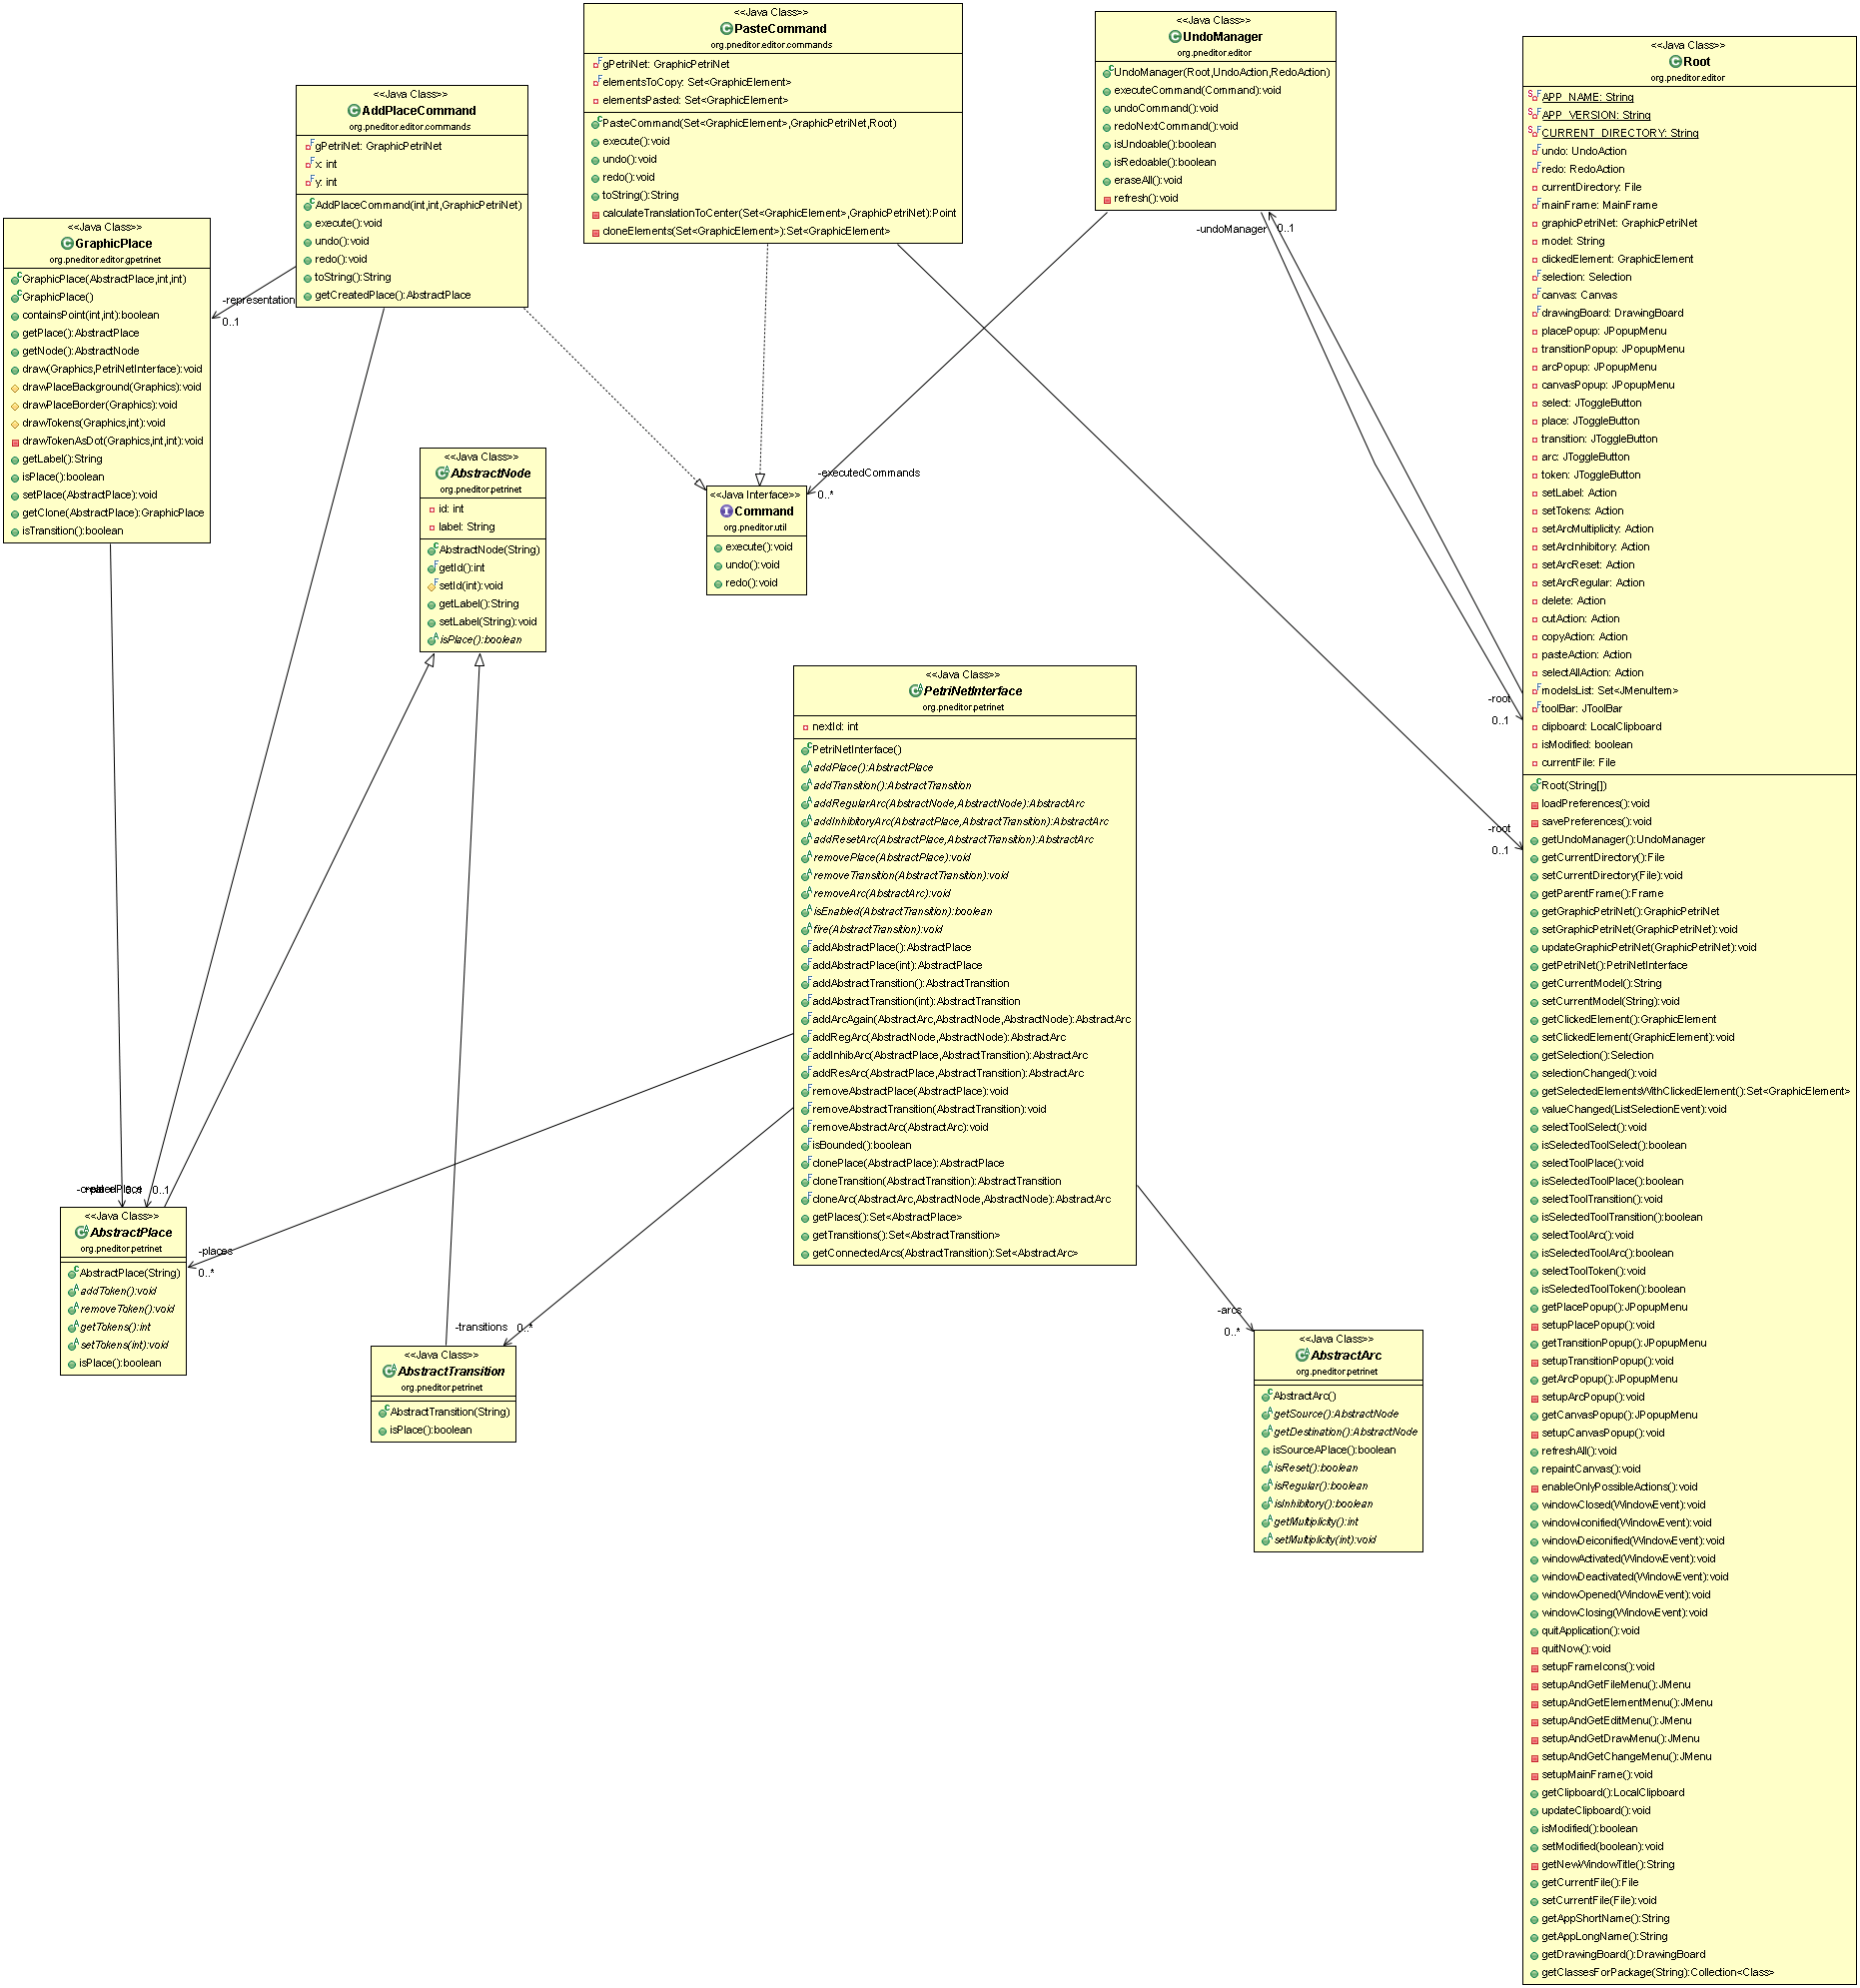 <<Java Class>>
GraphicPlace
org.pneditor.editor.gpetrinet
GraphicPlace(AbstractPlace,int,int)
GraphicPlace()
containsPoint(int,int):boolean
getPlace():AbstractPlace
getNode():AbstractNode
draw(Graphics,PetriNetInterface):void
drawPlaceBackground(Graphics):void
drawPlaceBorder(Graphics):void
drawTokens(Graphics,int):void
drawTokenAsDot(Graphics,int,int):void
getLabel():String
isPlace():boolean
setPlace(AbstractPlace):void
getClone(AbstractPlace):GraphicPlace
isTransition():boolean
<<Java Class>>
AddPlaceCommand
org.pneditor.editor.commands
gPetriNet: GraphicPetriNet
x: int
y: int
AddPlaceCommand(int,int,GraphicPetriNet)
execute():void
undo():void
redo():void
toString():String
getCreatedPlace():AbstractPlace
-representation
0..1
<<Java Class>>
PasteCommand
org.pneditor.editor.commands
gPetriNet: GraphicPetriNet
elementsToCopy: Set<GraphicElement>
elementsPasted: Set<GraphicElement>
PasteCommand(Set<GraphicElement>,GraphicPetriNet,Root)
execute():void
undo():void
redo():void
toString():String
calculateTranslationToCenter(Set<GraphicElement>,GraphicPetriNet):Point
cloneElements(Set<GraphicElement>):Set<GraphicElement>
<<Java Class>>
UndoManager
org.pneditor.editor
UndoManager(Root,UndoAction,RedoAction)
executeCommand(Command):void
undoCommand():void
redoNextCommand():void
isUndoable():boolean
isRedoable():boolean
eraseAll():void
refresh():void
-undoManager
0..1
<<Java Class>>
AbstractNode
org.pneditor.petrinet
id: int
label: String
AbstractNode(String)
getId():int
setId(int):void
getLabel():String
setLabel(String):void
isPlace():boolean
-executedCommands
0..*
<<Java Interface>>
Command
org.pneditor.util
execute():void
undo():void
redo():void
<<Java Class>>
PetriNetInterface
org.pneditor.petrinet
nextId: int
PetriNetInterface()
addPlace():AbstractPlace
addTransition():AbstractTransition
addRegularArc(AbstractNode,AbstractNode):AbstractArc
addInhibitoryArc(AbstractPlace,AbstractTransition):AbstractArc
addResetArc(AbstractPlace,AbstractTransition):AbstractArc
removePlace(AbstractPlace):void
removeTransition(AbstractTransition):void
removeArc(AbstractArc):void
isEnabled(AbstractTransition):boolean
fire(AbstractTransition):void
addAbstractPlace():AbstractPlace
addAbstractPlace(int):AbstractPlace
addAbstractTransition():AbstractTransition
addAbstractTransition(int):AbstractTransition
addArcAgain(AbstractArc,AbstractNode,AbstractNode):AbstractArc
addRegArc(AbstractNode,AbstractNode):AbstractArc
addInhibArc(AbstractPlace,AbstractTransition):AbstractArc
addResArc(AbstractPlace,AbstractTransition):AbstractArc
removeAbstractPlace(AbstractPlace):void
removeAbstractTransition(AbstractTransition):void
removeAbstractArc(AbstractArc):void
isBounded():boolean
clonePlace(AbstractPlace):AbstractPlace
cloneTransition(AbstractTransition):AbstractTransition
cloneArc(AbstractArc,AbstractNode,AbstractNode):AbstractArc
getPlaces():Set<AbstractPlace>
getTransitions():Set<AbstractTransition>
getConnectedArcs(AbstractTransition):Set<AbstractArc>
0..1
<<Java Class>>
AbstractPlace
org.pneditor.petrinet
AbstractPlace(String)
addToken():void
removeToken():void
getTokens():int
setTokens(int):void
isPlace():boolean
-places
0..*
-transitions
0..*
<<Java Class>>
AbstractTransition
org.pneditor.petrinet
AbstractTransition(String)
isPlace():boolean
-arcs
0..*
<<Java Class>>
AbstractArc
org.pneditor.petrinet
AbstractArc()
getSource():AbstractNode
getDestination():AbstractNode
isSourceAPlace():boolean
isReset():boolean
isRegular():boolean
isInhibitory():boolean
getMultiplicity():int
setMultiplicity(int):void
-root
0..1
-root
0..1
<<Java Class>>
Root
org.pneditor.editor
APP_NAME: String
APP_VERSION: String
CURRENT_DIRECTORY: String
undo: UndoAction
redo: RedoAction
currentDirectory: File
mainFrame: MainFrame
graphicPetriNet: GraphicPetriNet
model: String
clickedElement: GraphicElement
selection: Selection
canvas: Canvas
drawingBoard: DrawingBoard
placePopup: JPopupMenu
transitionPopup: JPopupMenu
arcPopup: JPopupMenu
canvasPopup: JPopupMenu
select: JToggleButton
place: JToggleButton
transition: JToggleButton
arc: JToggleButton
token: JToggleButton
setLabel: Action
setTokens: Action
setArcMultiplicity: Action
setArcInhibitory: Action
setArcReset: Action
setArcRegular: Action
delete: Action
cutAction: Action
copyAction: Action
pasteAction: Action
selectAllAction: Action
modelsList: Set<JMenuItem>
toolBar: JToolBar
clipboard: LocalClipboard
isModified: boolean
currentFile: File
Root(String[])
loadPreferences():void
savePreferences():void
getUndoManager():UndoManager
getCurrentDirectory():File
setCurrentDirectory(File):void
getParentFrame():Frame
getGraphicPetriNet():GraphicPetriNet
setGraphicPetriNet(GraphicPetriNet):void
updateGraphicPetriNet(GraphicPetriNet):void
getPetriNet():PetriNetInterface
getCurrentModel():String
setCurrentModel(String):void
getClickedElement():GraphicElement
setClickedElement(GraphicElement):void
getSelection():Selection
selectionChanged():void
getSelectedElementsWithClickedElement():Set<GraphicElement>
valueChanged(ListSelectionEvent):void
selectToolSelect():void
isSelectedToolSelect():boolean
selectToolPlace():void
isSelectedToolPlace():boolean
selectToolTransition():void
isSelectedToolTransition():boolean
selectToolArc():void
isSelectedToolArc():boolean
selectToolToken():void
isSelectedToolToken():boolean
getPlacePopup():JPopupMenu
setupPlacePopup():void
getTransitionPopup():JPopupMenu
setupTransitionPopup():void
getArcPopup():JPopupMenu
setupArcPopup():void
getCanvasPopup():JPopupMenu
setupCanvasPopup():void
refreshAll():void
repaintCanvas():void
enableOnlyPossibleActions():void
windowClosed(WindowEvent):void
windowIconified(WindowEvent):void
windowDeiconified(WindowEvent):void
windowActivated(WindowEvent):void
windowDeactivated(WindowEvent):void
windowOpened(WindowEvent):void
windowClosing(WindowEvent):void
quitApplication():void
quitNow():void
setupFrameIcons():void
setupAndGetFileMenu():JMenu
setupAndGetElementMenu():JMenu
setupAndGetEditMenu():JMenu
setupAndGetDrawMenu():JMenu
setupAndGetChangeMenu():JMenu
setupMainFrame():void
getClipboard():LocalClipboard
updateClipboard():void
isModified():boolean
setModified(boolean):void
getNewWindowTitle():String
getCurrentFile():File
setCurrentFile(File):void
getAppShortName():String
getAppLongName():String
getDrawingBoard():DrawingBoard
getClassesForPackage(String):Collection<Class>